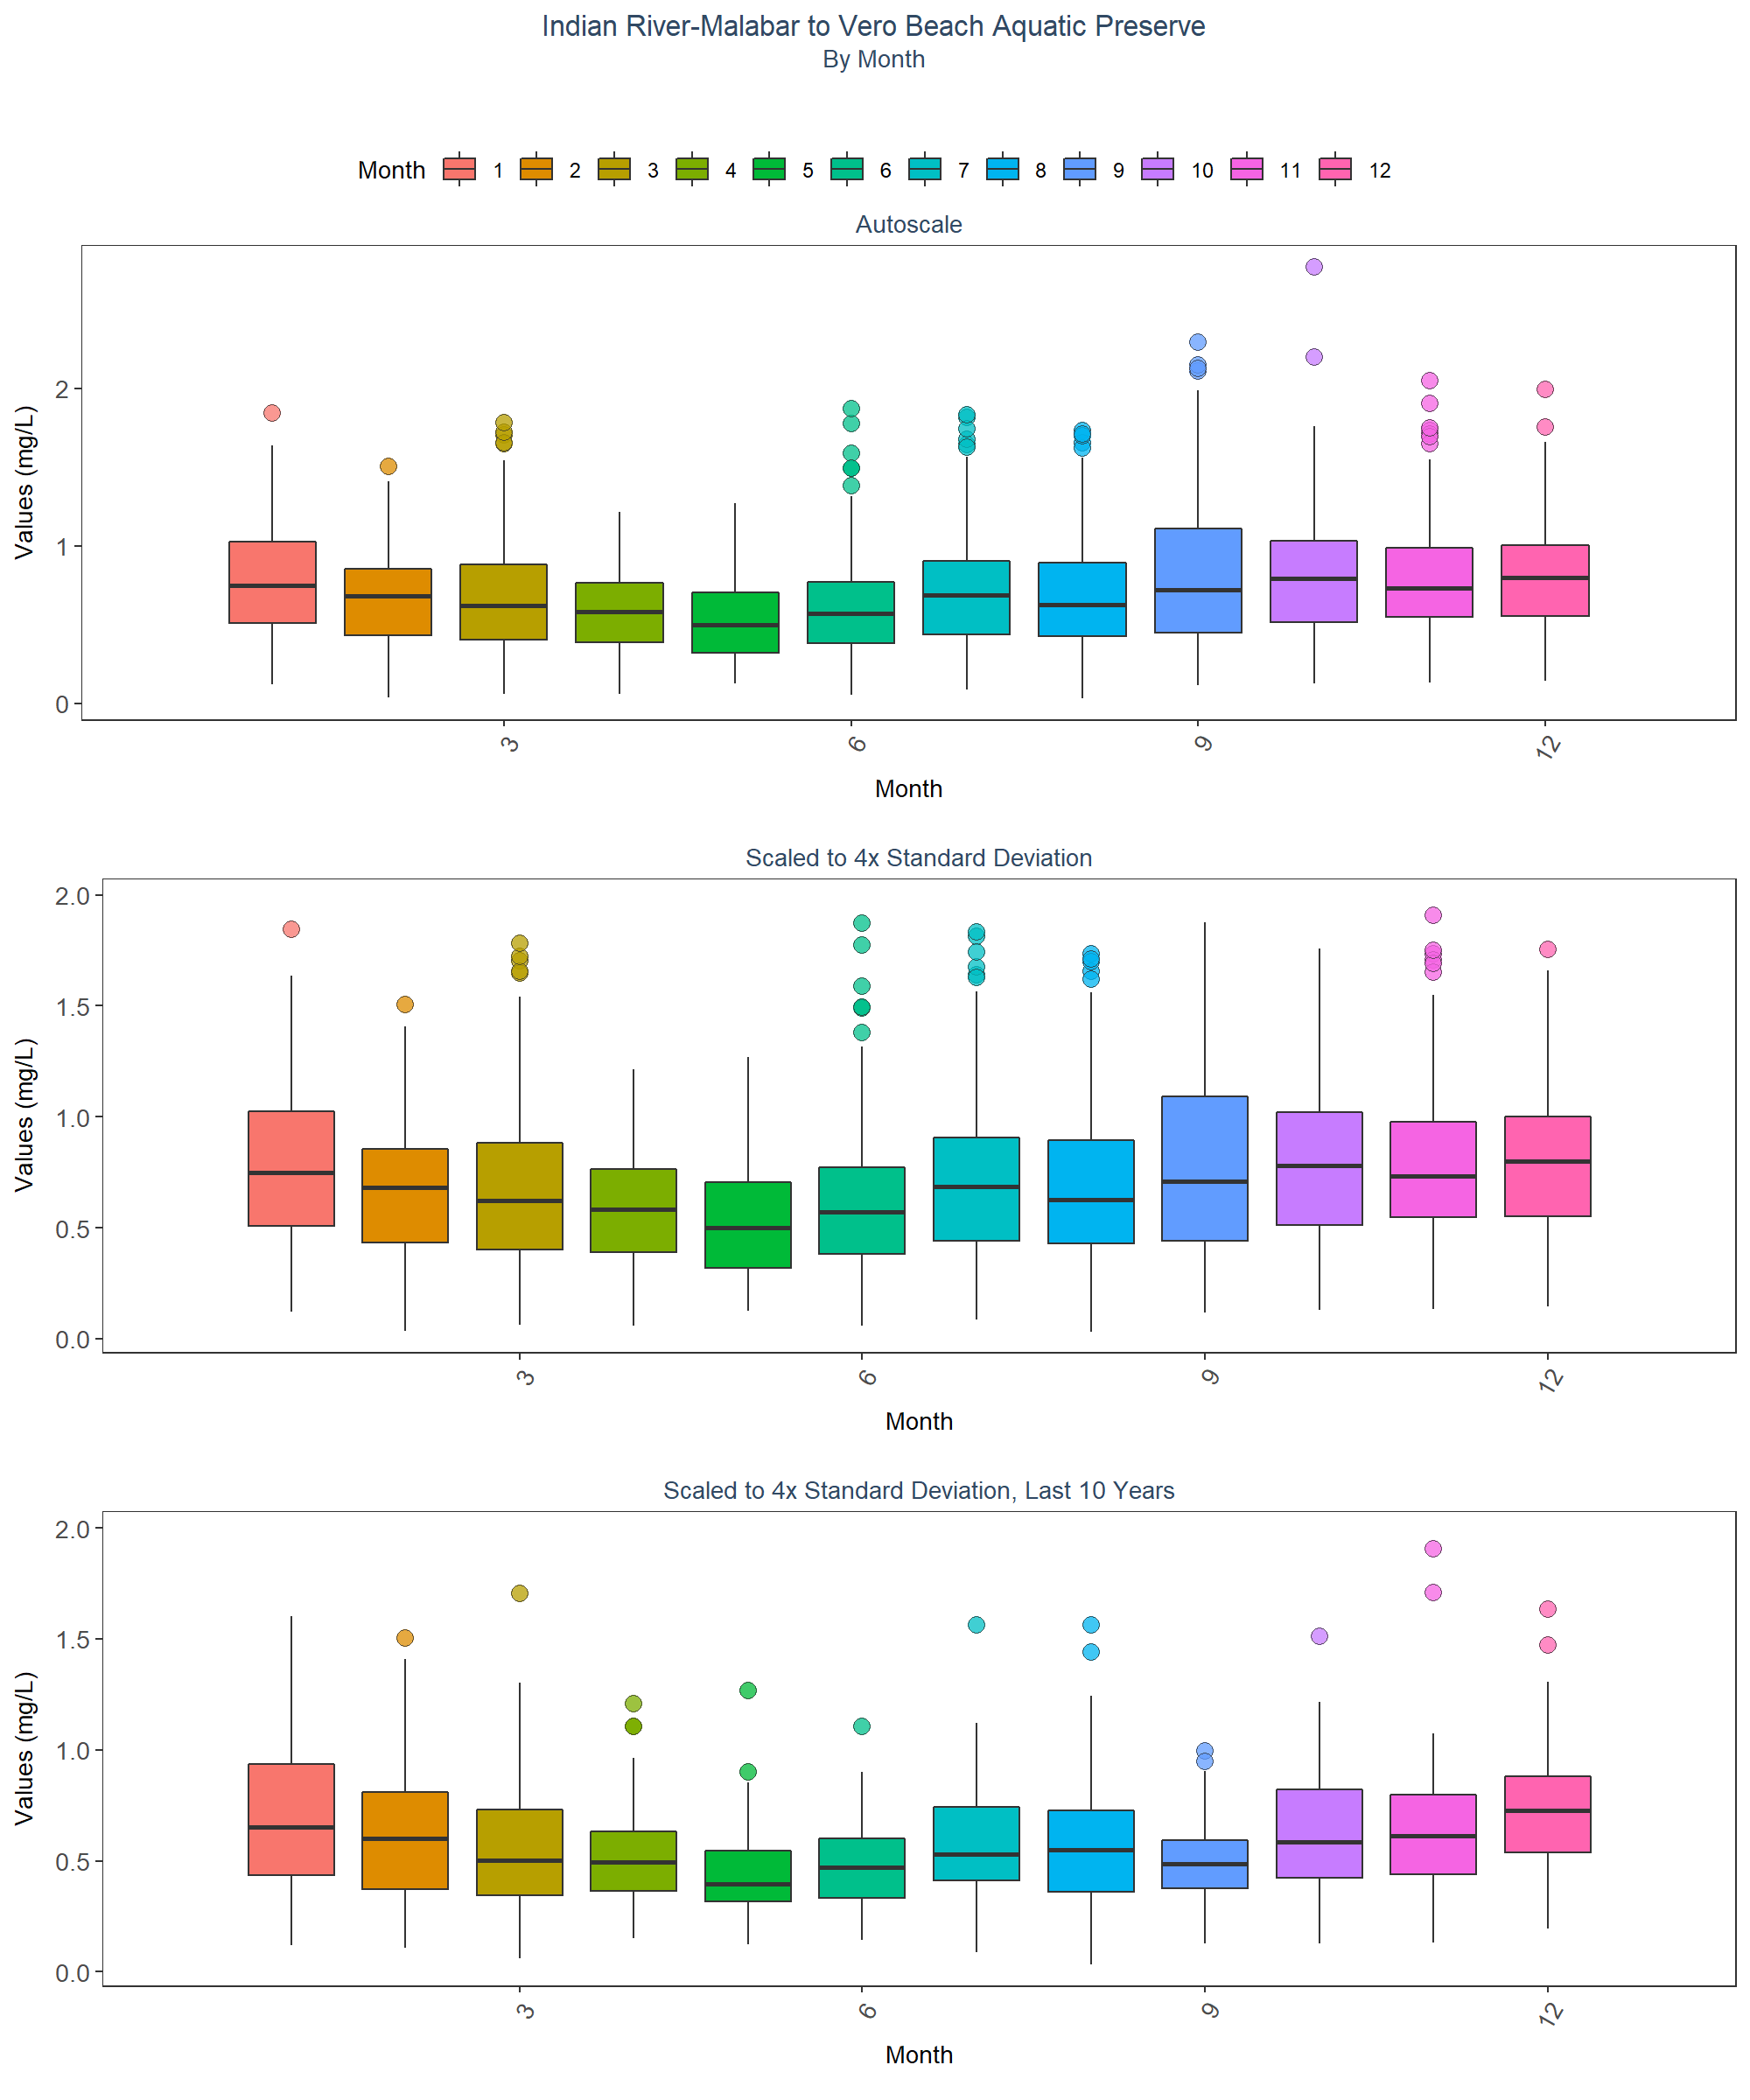 Indian River-Malabar to Vero Beach Aquatic Preserve
By Month
Month 1 2 3 4 5 6 7 8 9 10 11 12
Autoscale
Values (mg/L)
2
1
0
3 6 9 12
Month
Scaled to 4x Standard Deviation
Values (mg/L)
2.0
1.5
1.0
0.5
0.0
3 6 9 12
Month
Scaled to 4x Standard Deviation, Last 10 Years
Values (mg/L)
2.0
1.5
1.0
0.5
0.0
3 6 9 12
Month